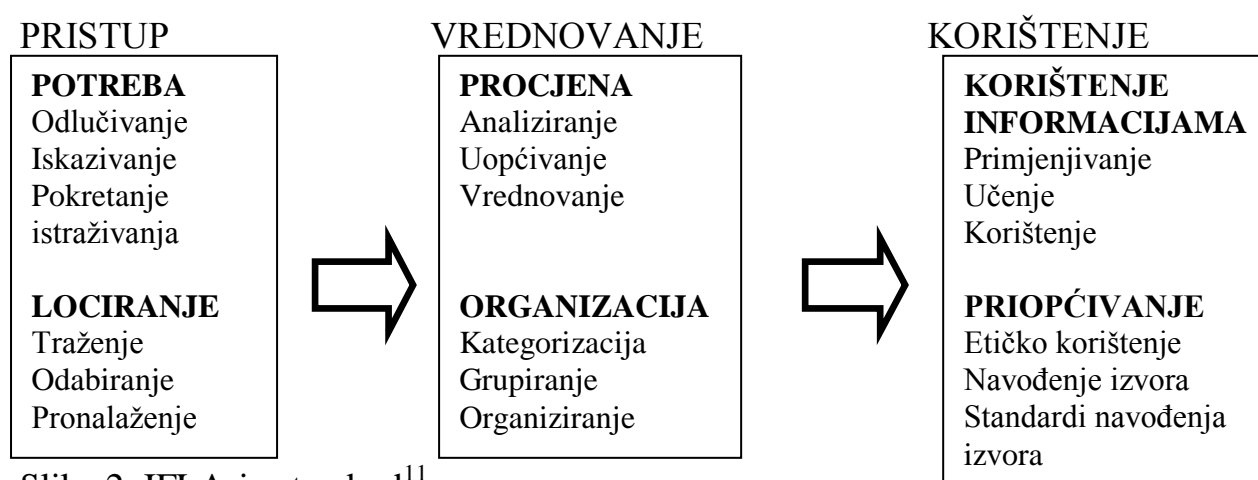 PRISTUP
POTREBA
Odlučivanje
Iskazivanje
Pokretanje
istraživanja
LOCIRANJE
Traženje
Odabiranje
Pronalaženje
VREDNOVANJE
PROCJENA
Analiziranje
Uopćivanje
Vrednovanje
ORGANIZACIJA
Kategorizacija
Grupiranje
Organiziranje
KORIŠTENJE
KORIŠTENJE
INFORMACIJAMA
Primjenjivanje
Učenje
Korištenje
PRIOPĆIVANJE
Etičko korištenje
Navođenje izvora
Standardi navođenja
izvora